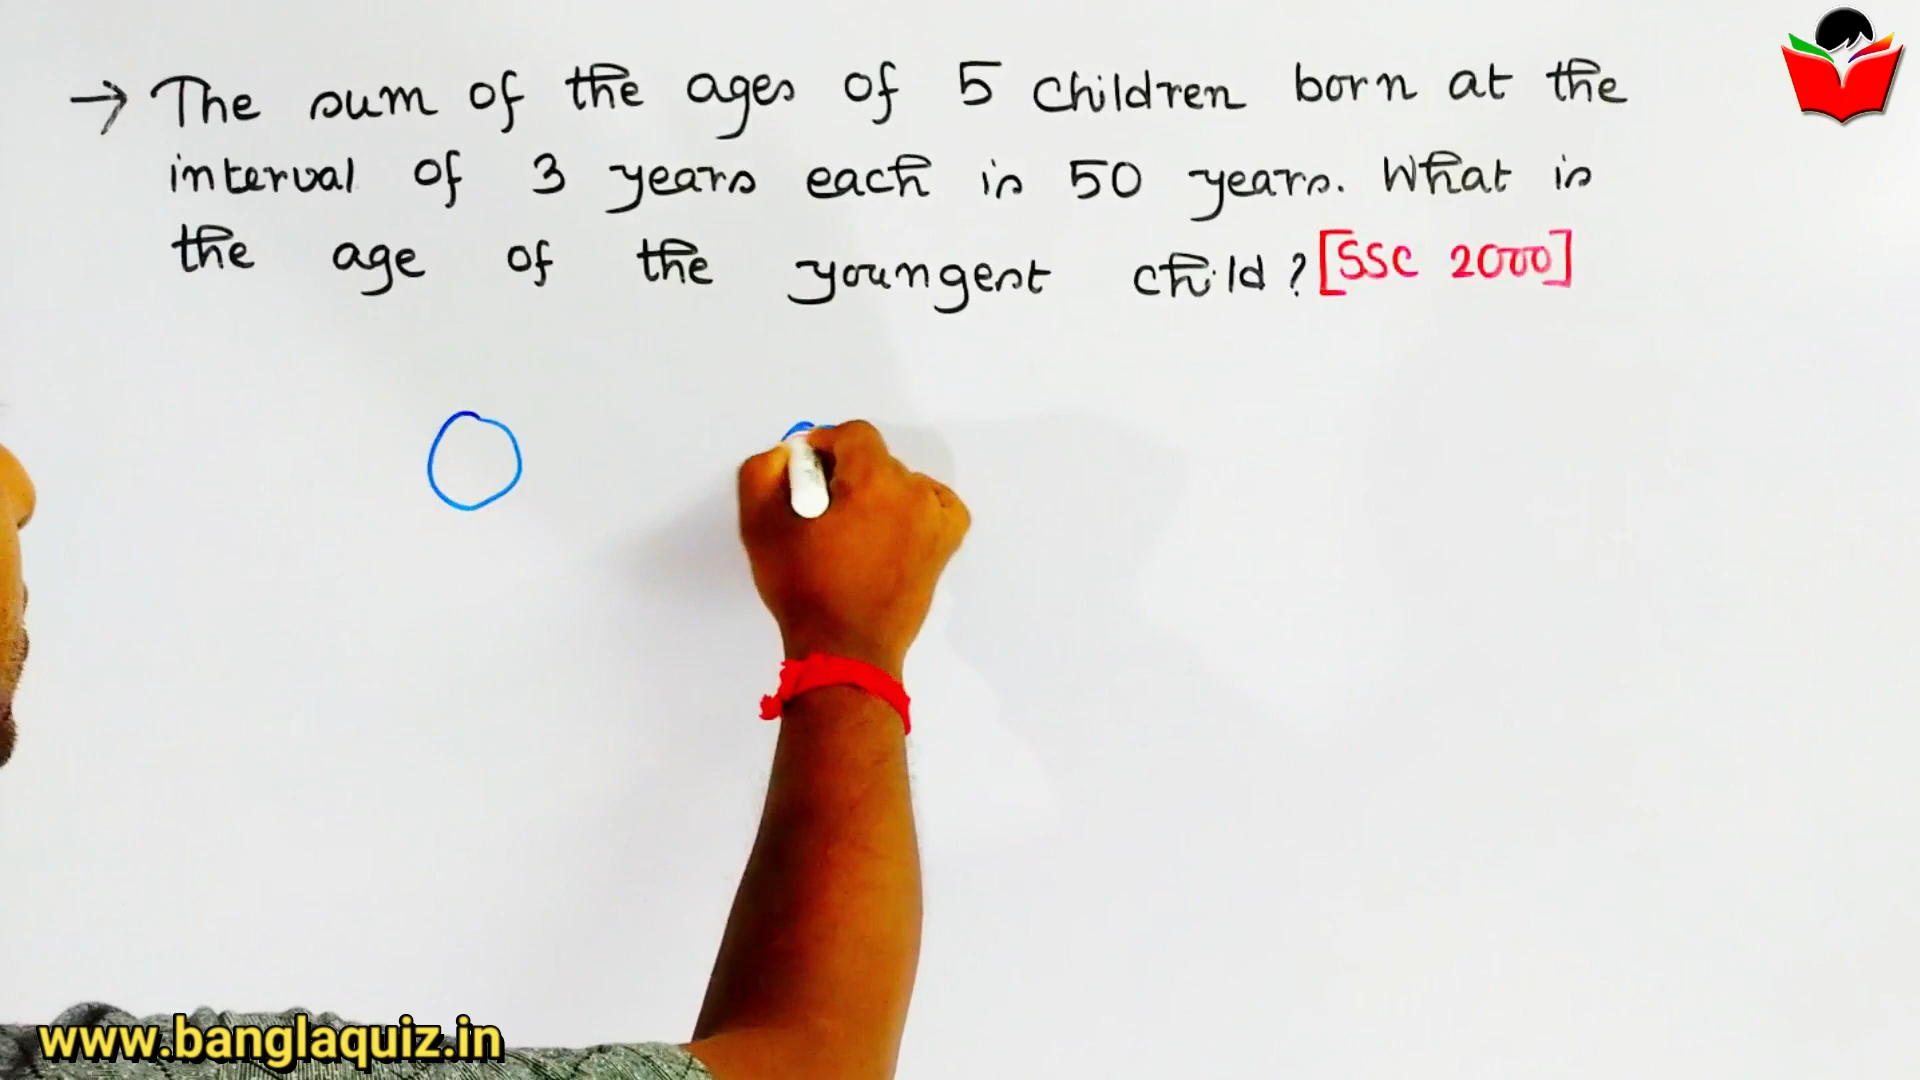 → The sum of the ages of 5 children born at the
interval of 3 years each is 50 years. What is
the age of the youngest child? [SSC 2000]
www.banglaquiz.in